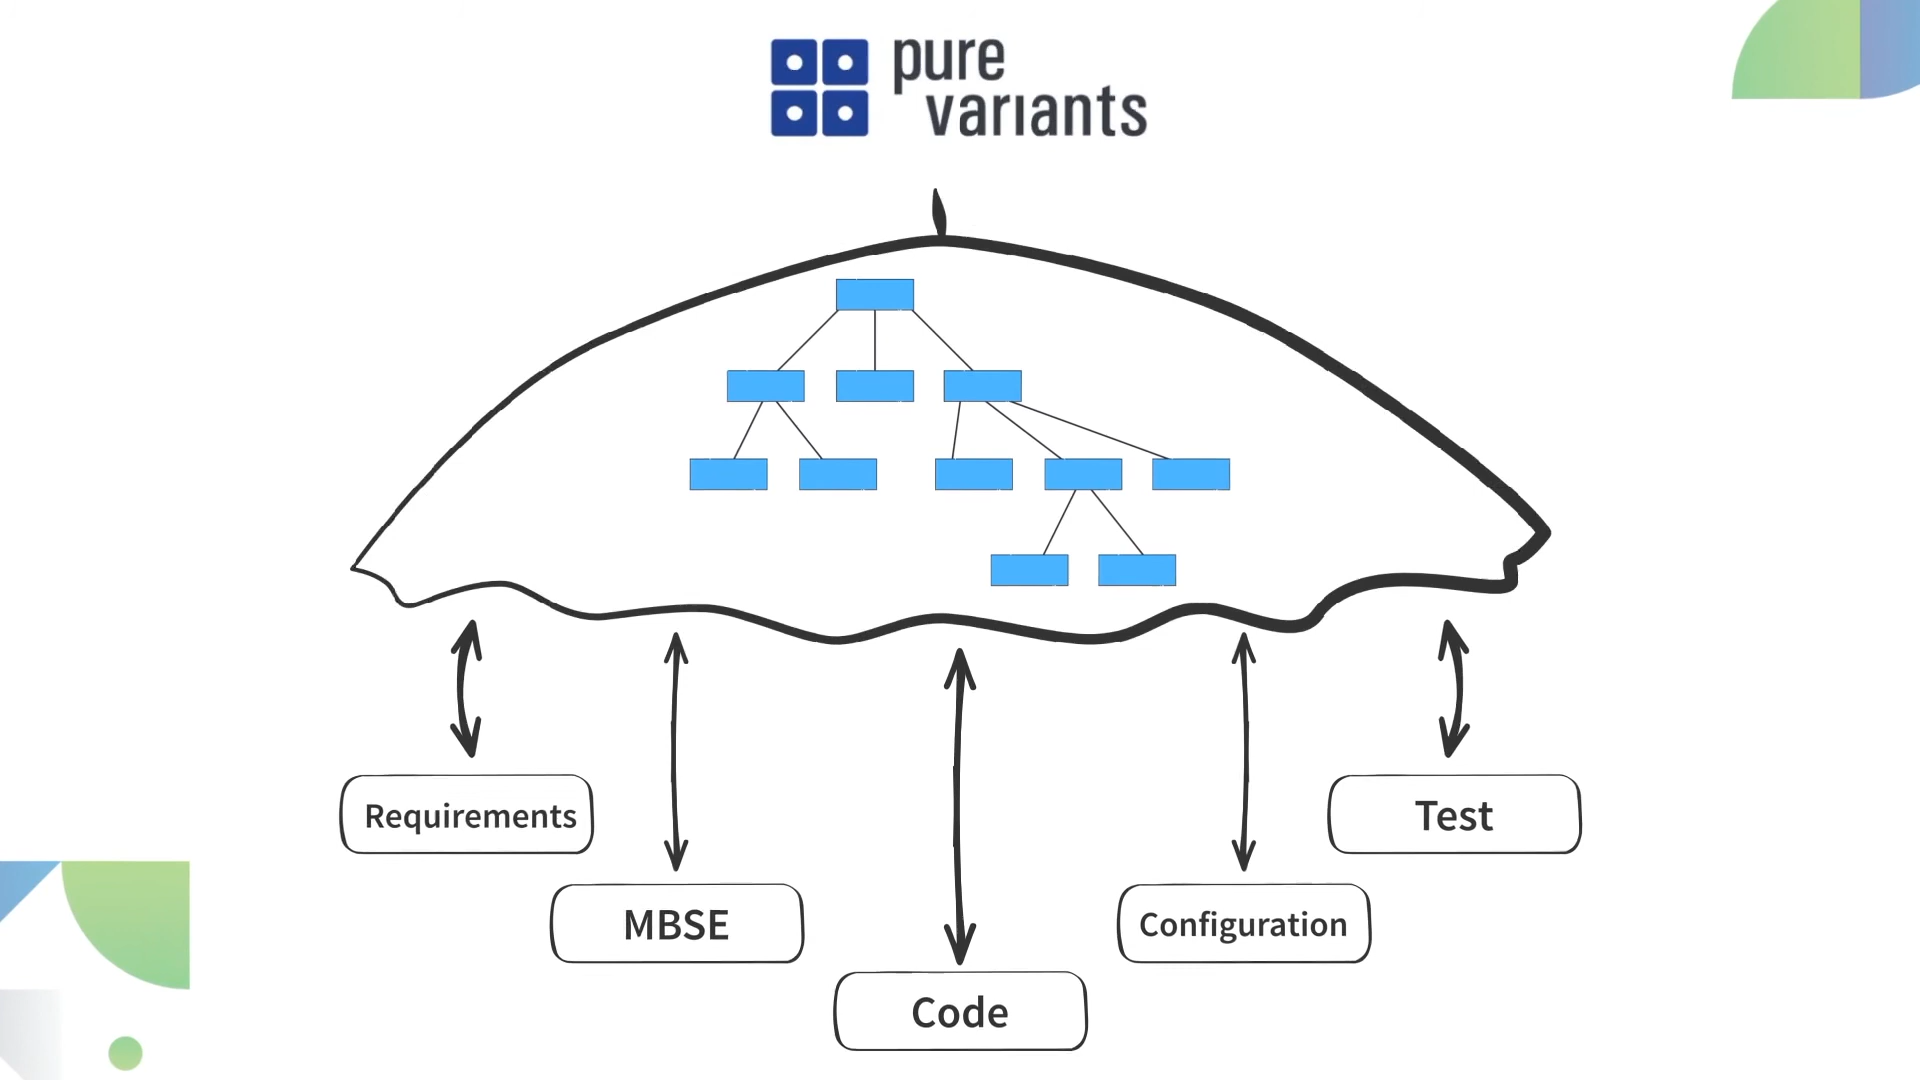 pure
variants
Requirements
Test
MBSE
Configuration
Code